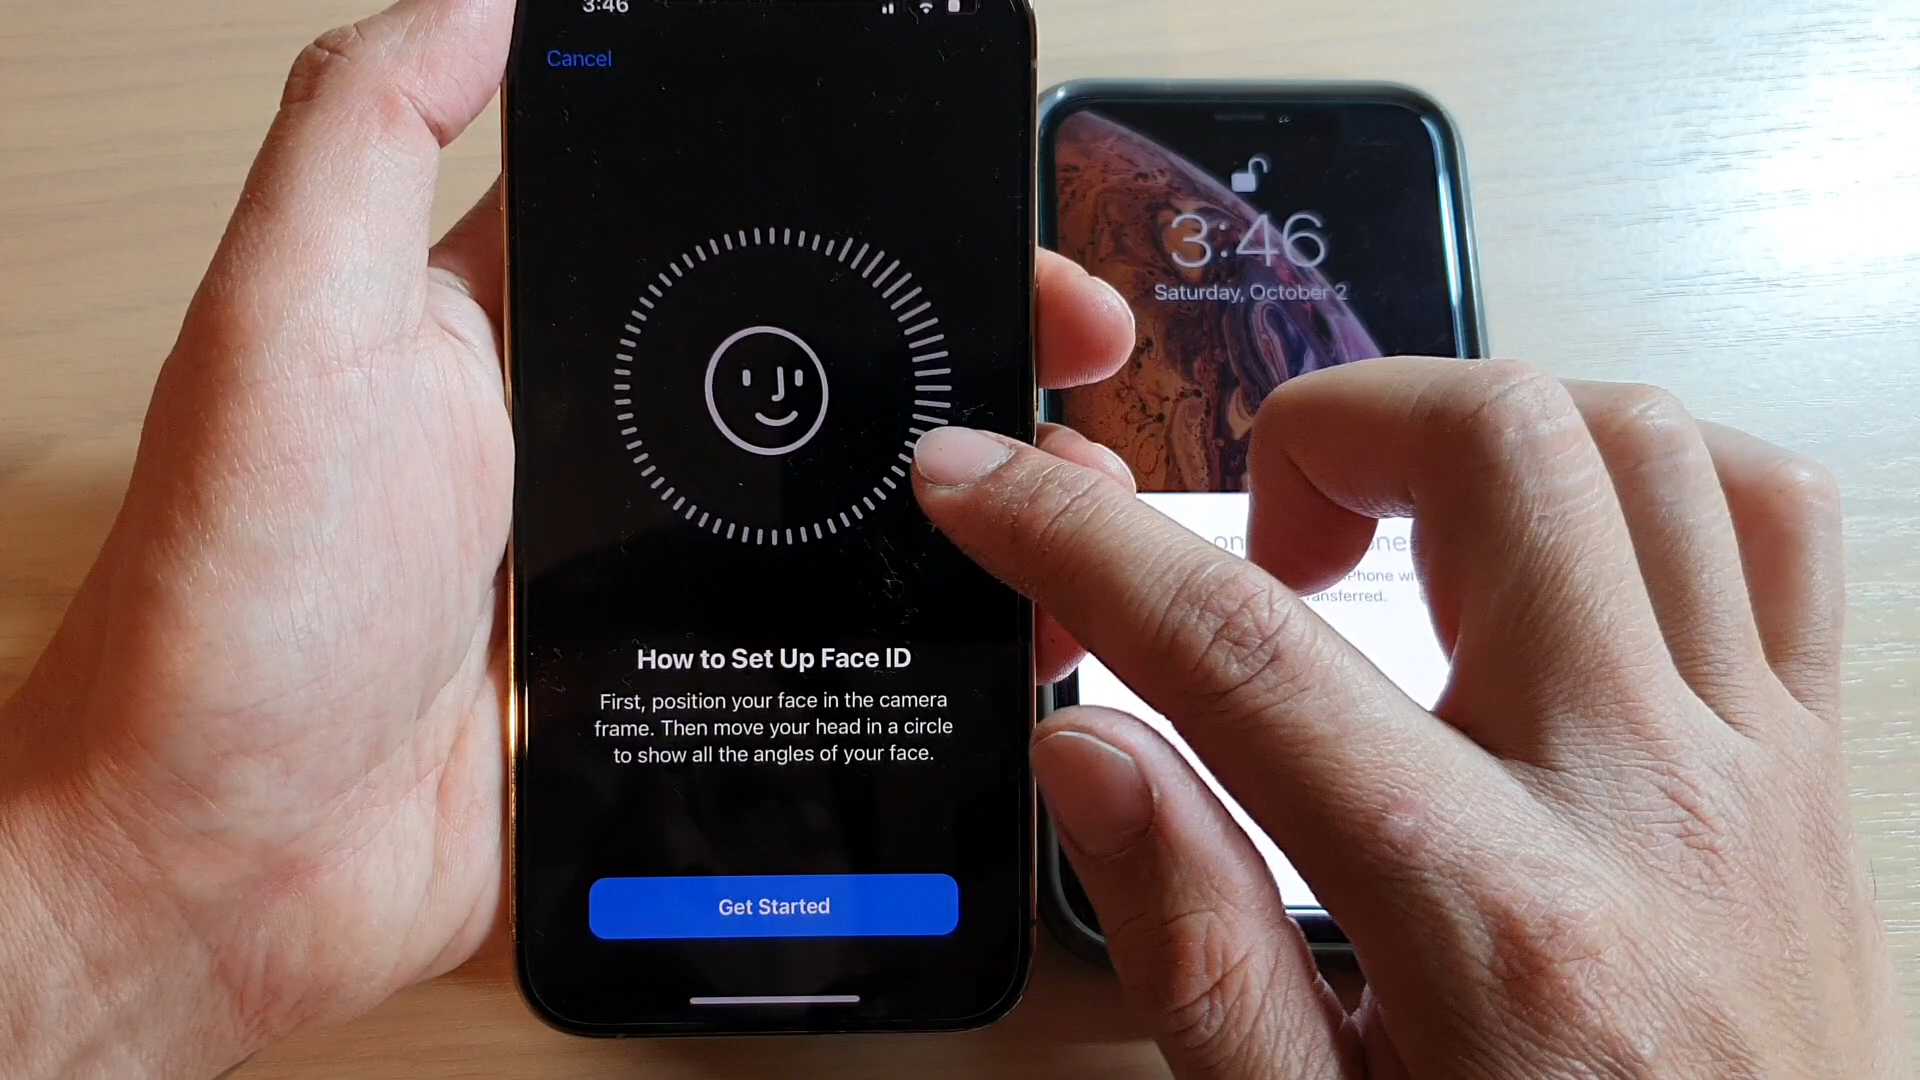 3:46
Cancel
How to Set Up Face ID
First, position your face in the camera
frame. Then move your head in a circle
to show all the angles of your face.
Get Started
3:46
Saturday, October 2
iPhone